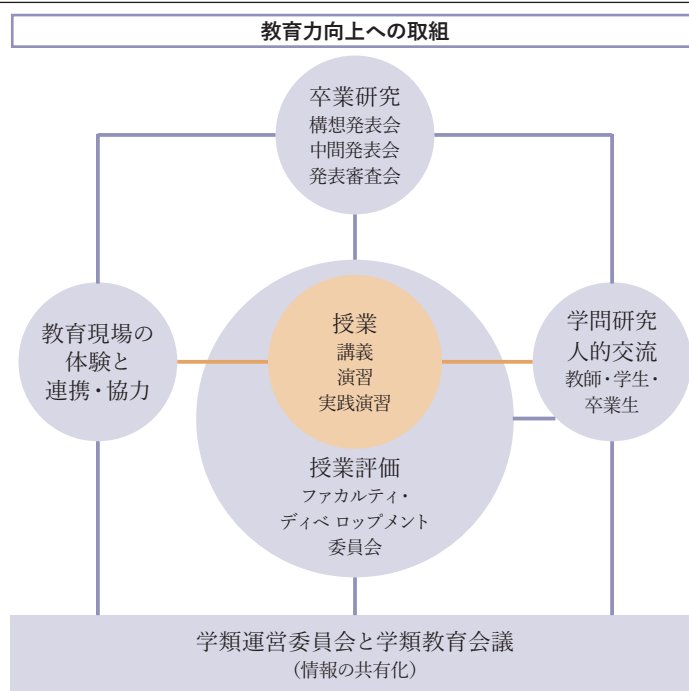 教育力向上への取組
卒業研究
構想発表会
中間発表会
発表審査会
教育現場の
体験と
連携・協力
授業
講義
演習
実践演習
学問研究
人的交流
教師・学生・
卒業生
授業評価
ファカルティ・
ディベロップメント
委員会
学類運営委員会と学類教育会議
(情報の共有化)